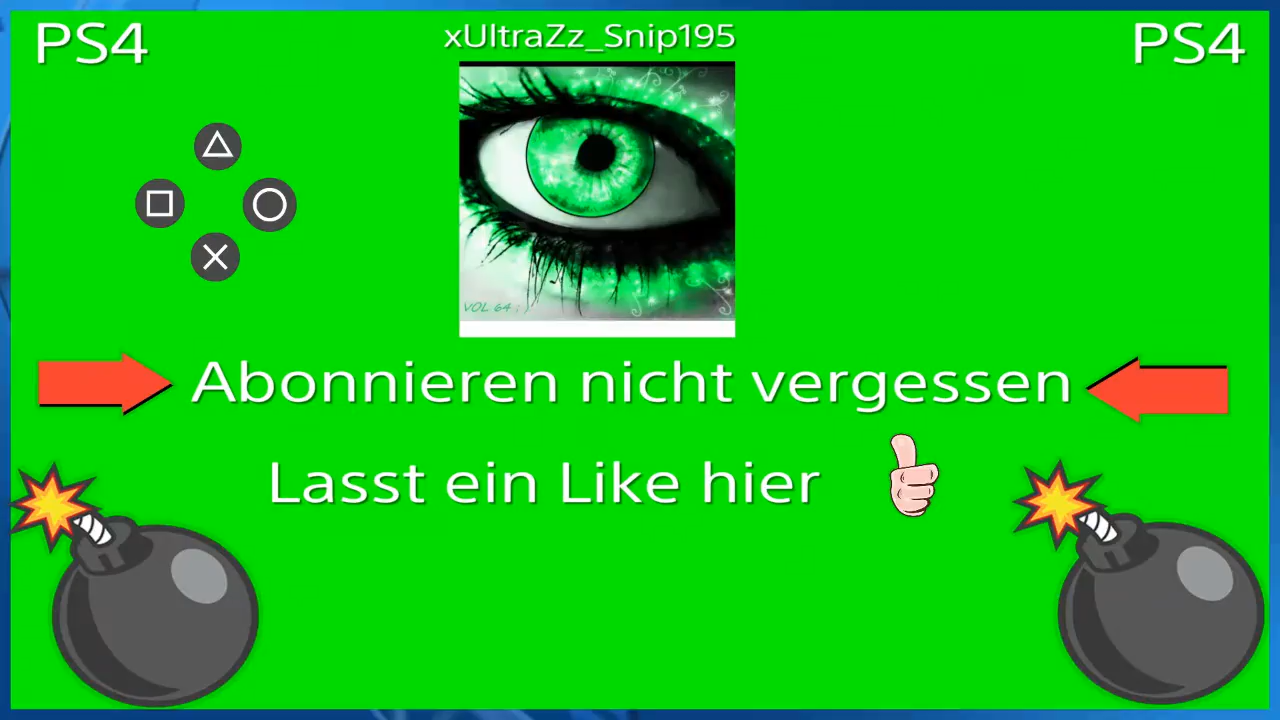 PS4
xUltraZz_Snip195
PS4
VOL 64 : )
Abonnieren nicht vergessen
Lasst ein Like hier